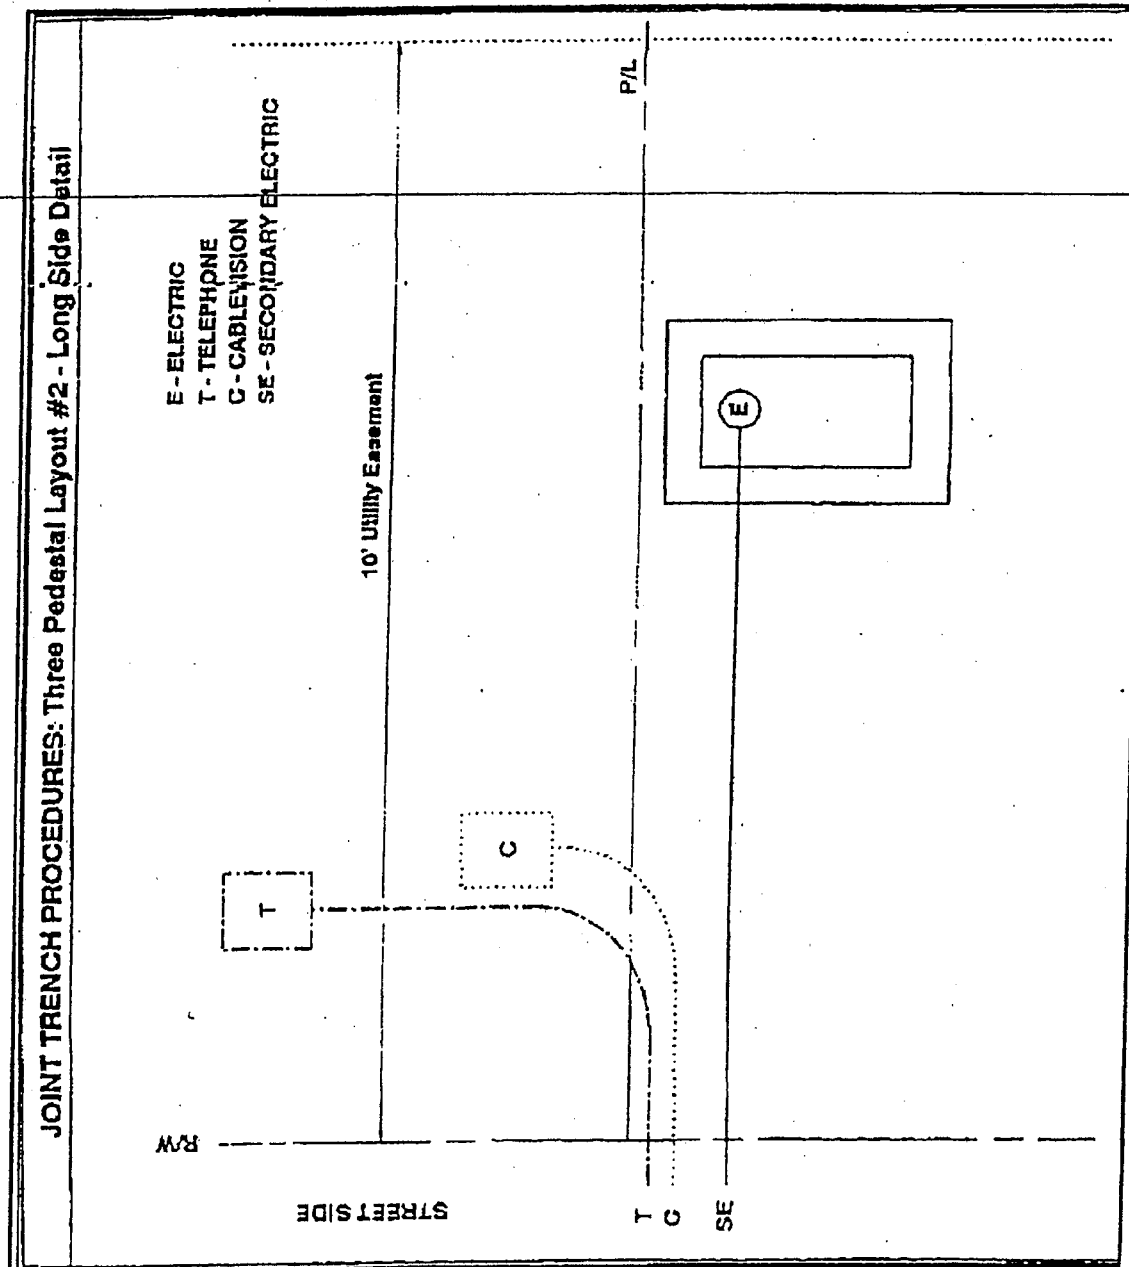 JOINT TRENCH PROCEDURES: Three Pedestal Layout #2 - Long Side Detail
E - ELECTRIC
T - TELEPHONE
C - CABLEVISION
SE - SECONDARY ELECTRIC
10' Utility Easement
P/L
E
T
C
R/W
STREET SIDE
T
C
SE